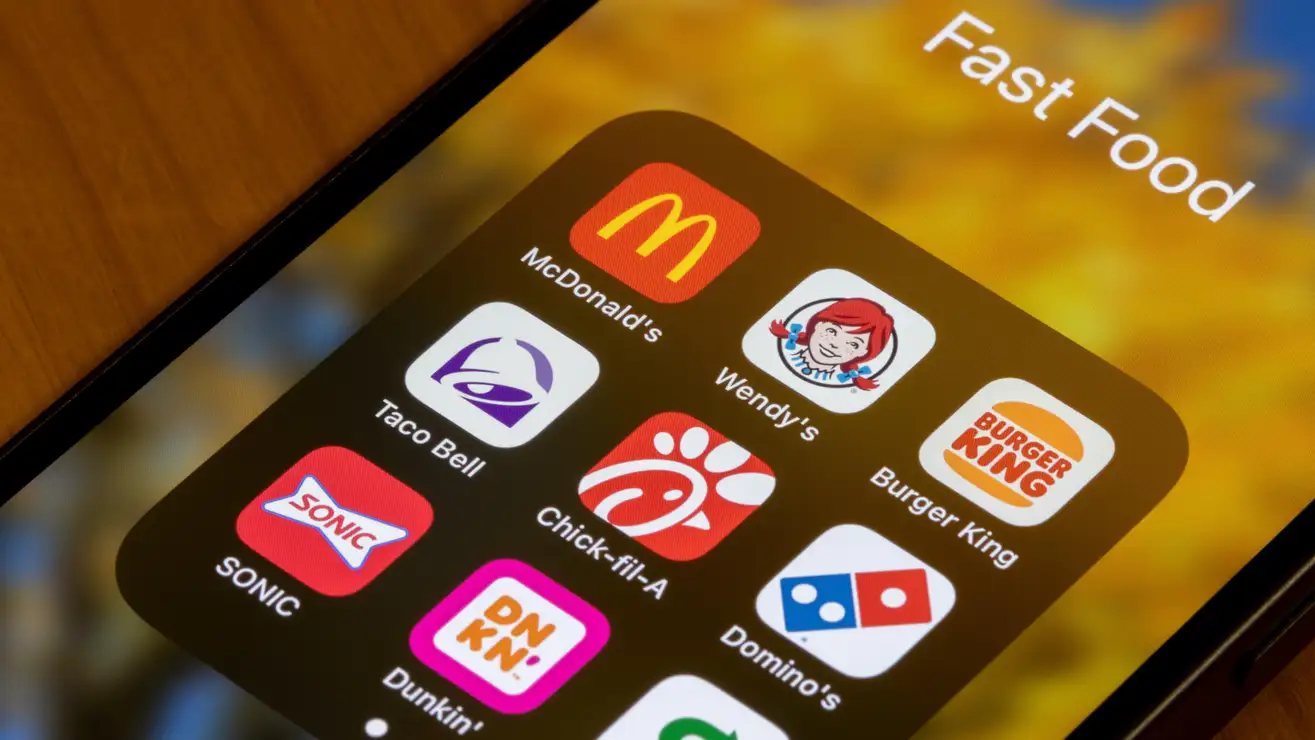 Fast Food
McDonald's
Wendy's
BURGER
KING
Burger King
Taco Bell
Chick-fil-A
Domino's
SONIC
SONIC
DN
KN'
Dunkin'